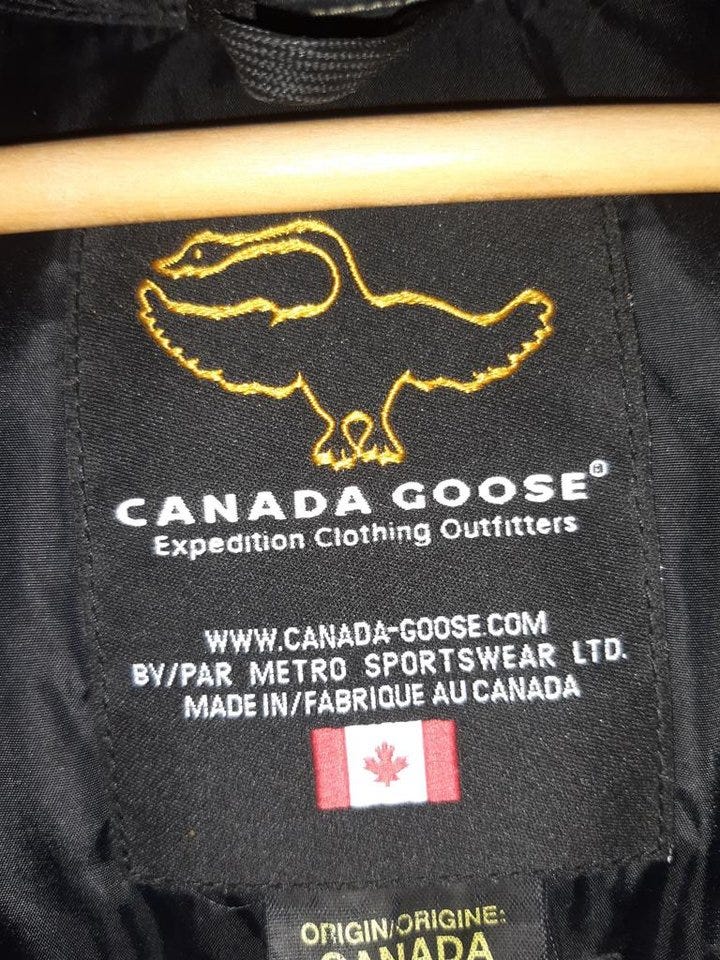 CANADA GOOSE®
Expedition Clothing Outfitters
WWW.CANADA-GOOSE.COM
BY/PAR METRO SPORTSWEAR LTD.
MADE IN/FABRIQUE AU CANADA
ORIGIN/ORIGINE:
CANADA